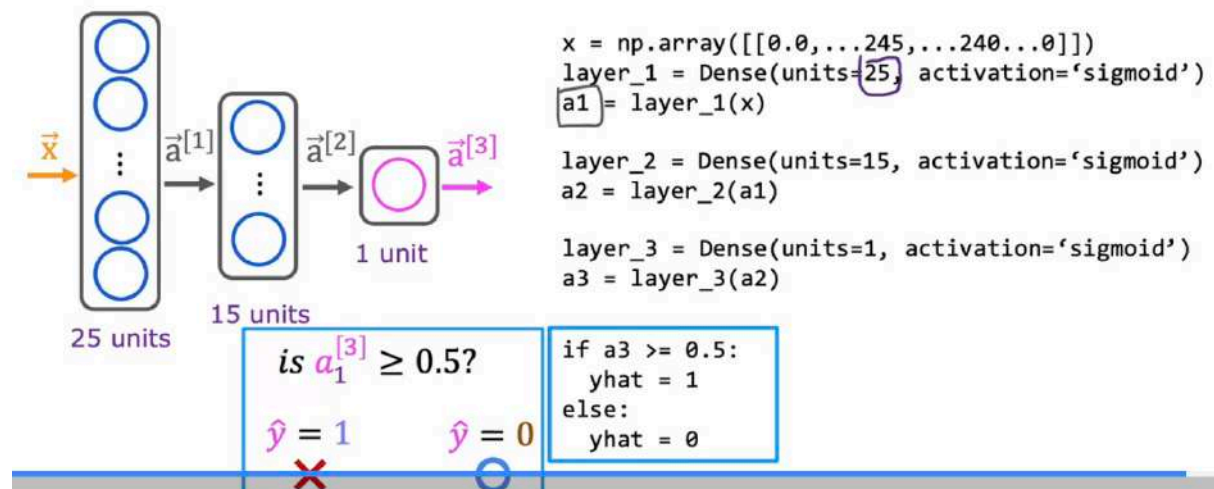 x⃗
a⃗[1]
a⃗[2]
a⃗[3]
25 units
15 units
1 unit
x = np.array([[0.0,...245,...240...0]])
layer_1 = Dense(units=25, activation=‘sigmoid’)
a1 = layer_1(x)
layer_2 = Dense(units=15, activation=‘sigmoid’)
a2 = layer_2(a1)
layer_3 = Dense(units=1, activation=‘sigmoid’)
a3 = layer_3(a2)
is a₁[3] ≥ 0.5?
ŷ = 1 ŷ = 0
if a3 >= 0.5:
yhat = 1
else:
yhat = 0